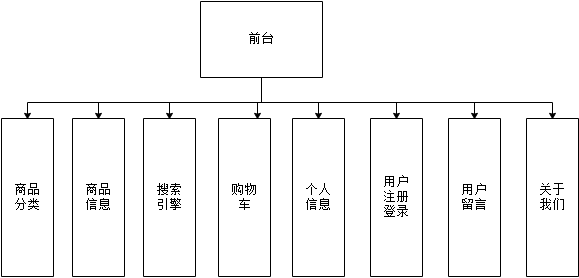 前台
商品
分类
商品
信息
搜索
引擎
购物
车
个人
信息
用户
注册
登录
用户
留言
关于
我们